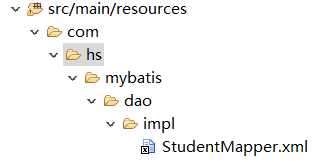 src/main/resources
com
hs
mybatis
dao
impl
StudentMapper.xml